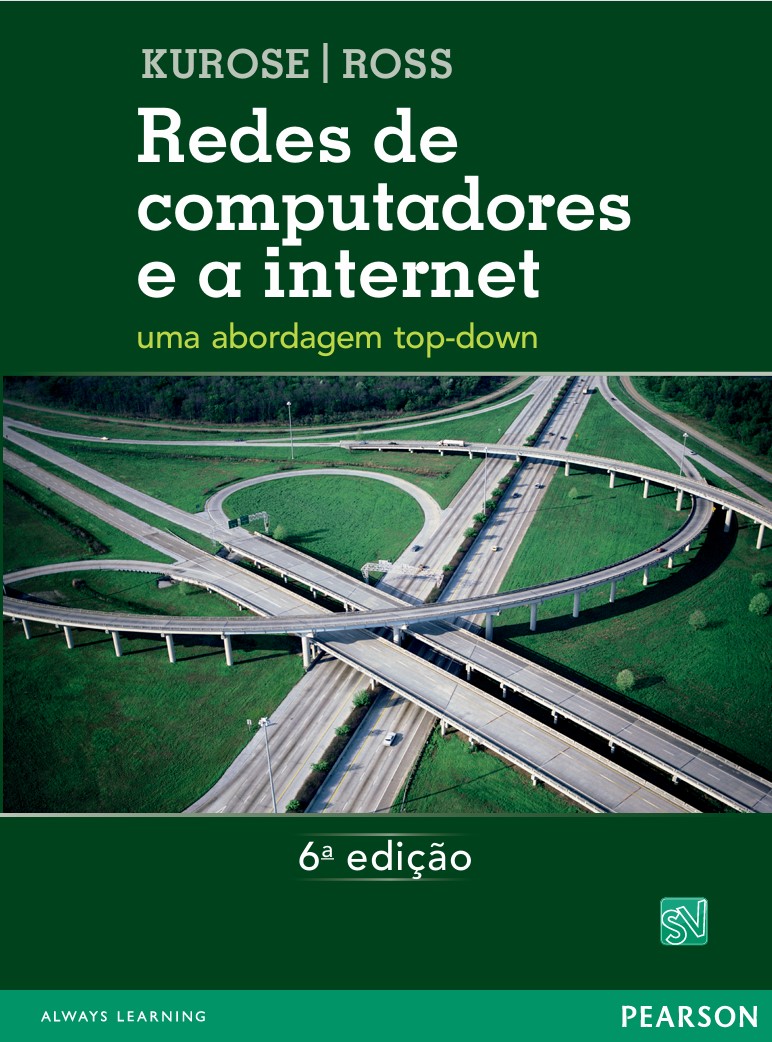 KUROSE | ROSS
Redes de
computadores
e a internet
uma abordagem top-down
6ª edição
SV
ALWAYS LEARNING
PEARSON